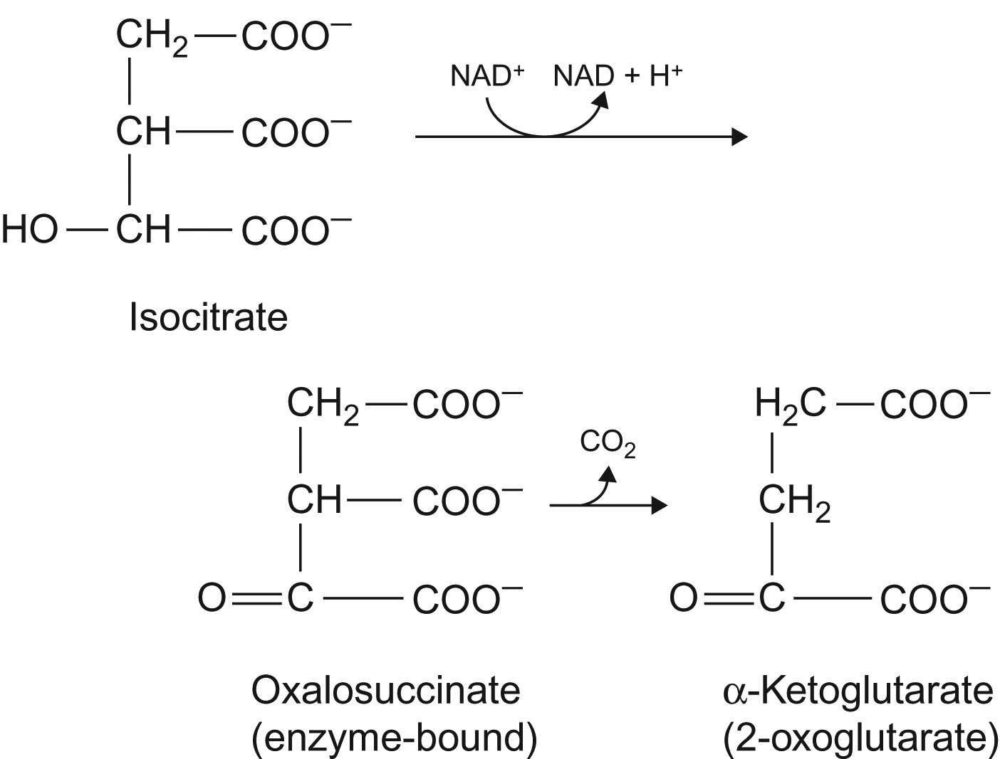 CH₂—COO⁻
NAD⁺ NAD + H⁺
CH—COO⁻
HO—CH—COO⁻
Isocitrate
CH₂—COO⁻ H₂C—COO⁻
CO₂
CH—COO⁻ CH₂
O=C—COO⁻ O=C—COO⁻
Oxalosuccinate α-Ketoglutarate
(enzyme-bound) (2-oxoglutarate)